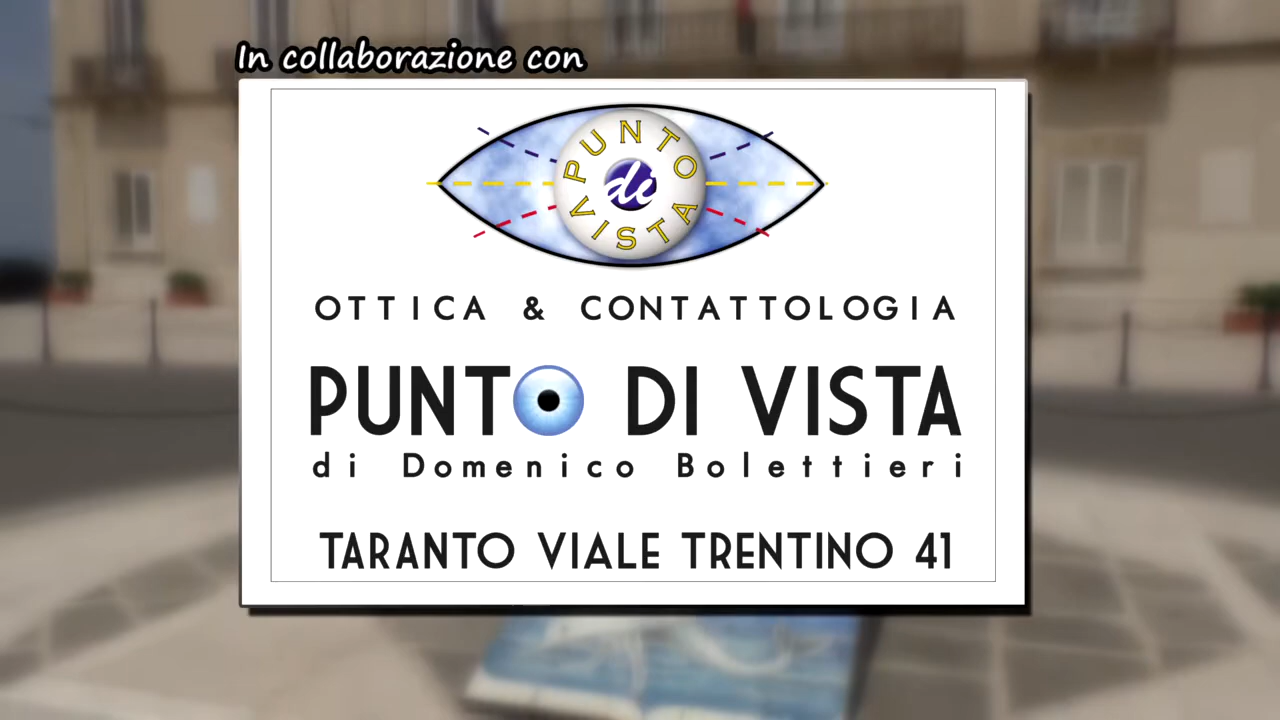 In collaborazione con
PUNTO
di
VISTA
OTTICA & CONTATTOLOGIA
PUNTO DI VISTA
di Domenico Bolettieri
TARANTO VIALE TRENTINO 41